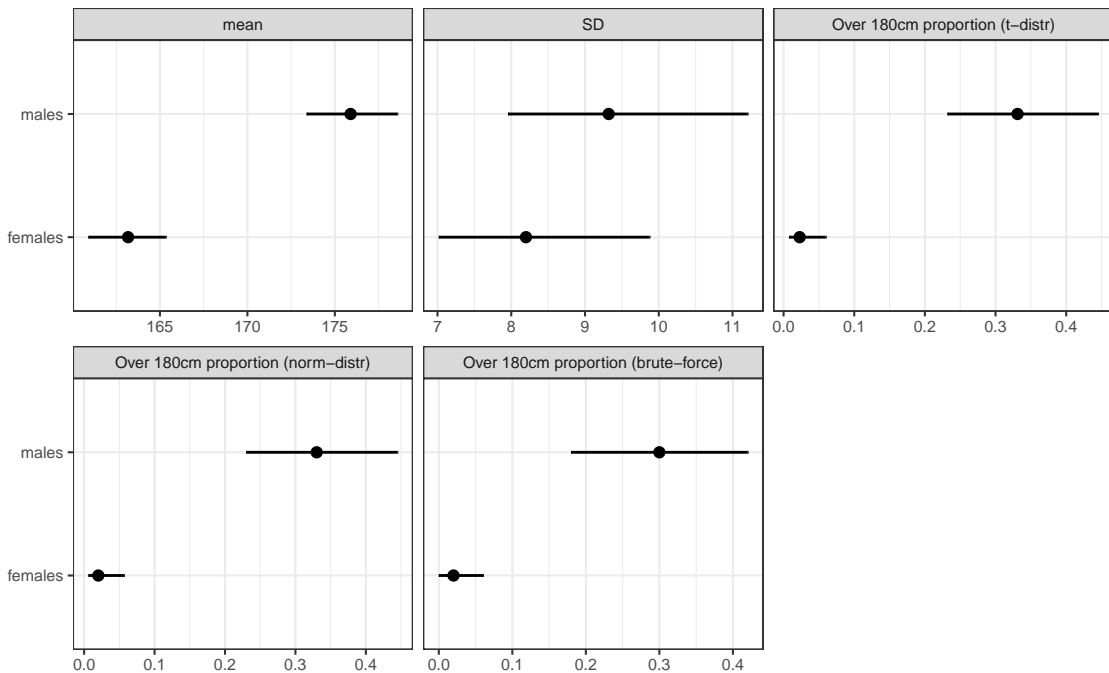 mean
SD
Over 180cm proportion (t−distr)
males
females
165 170 175
7 8 9 10 11
0.0 0.1 0.2 0.3 0.4
Over 180cm proportion (norm−distr)
Over 180cm proportion (brute−force)
males
females
0.0 0.1 0.2 0.3 0.4
0.0 0.1 0.2 0.3 0.4